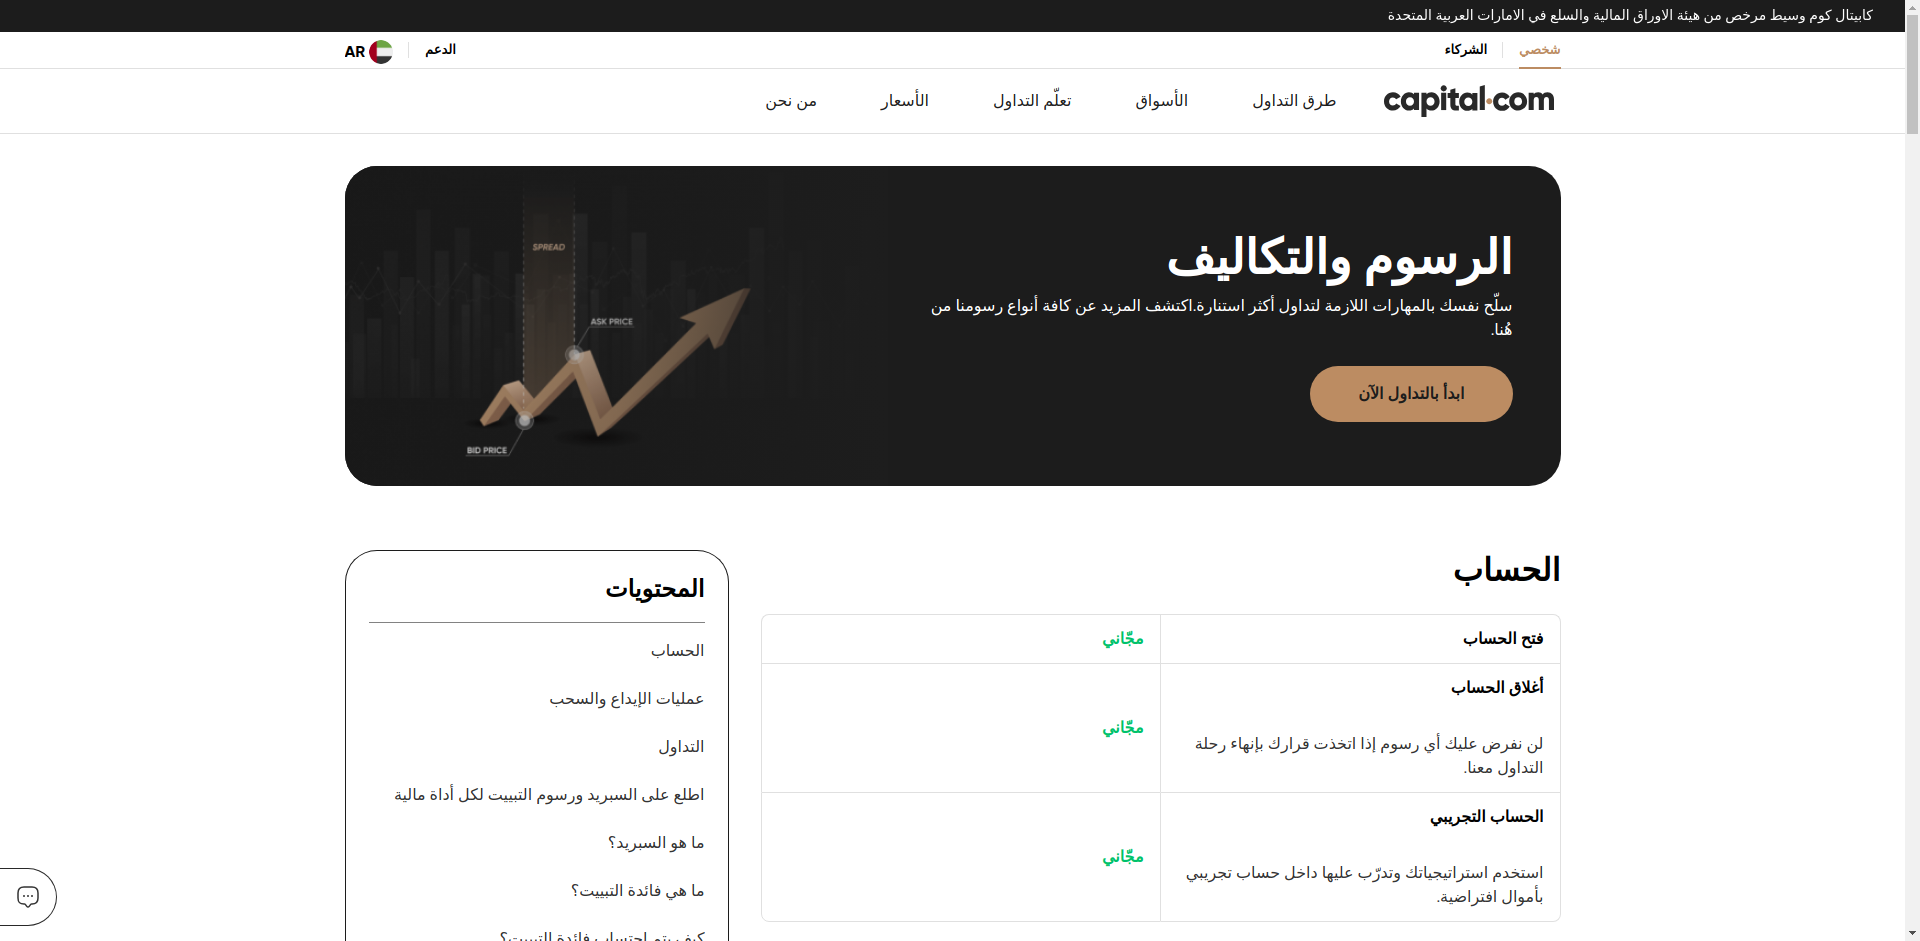 كابيتال كوم وسيط مرخص من هيئة الاوراق المالية والسلع في الامارات العربية المتحدة
شخصي
الشركاء
الدعم
AR
capital.com
طرق التداول
الأسواق
تعلّم التداول
الأسعار
من نحن
الرسوم والتكاليف
سلّح نفسك بالمهارات اللازمة لتداول أكثر استنارة.اكتشف المزيد عن كافة أنواع رسومنا من
هُنا.
ابدأ بالتداول الآن
SPREAD
ASK PRICE
BID PRICE
الحساب
فتح الحساب
مجّاني
أغلاق الحساب
لن نفرض عليك أي رسوم إذا اتخذت قرارك بإنهاء رحلة
التداول معنا.
مجّاني
الحساب التجريبي
استخدم استراتيجياتك وتدرّب عليها داخل حساب تجريبي
بأموال افتراضية.
مجّاني
المحتويات
الحساب
عمليات الإيداع والسحب
التداول
اطلع على السبريد ورسوم التبييت لكل أداة مالية
ما هو السبريد؟
ما هي فائدة التبييت؟
كيف يتم احتساب فائدة التبييت؟